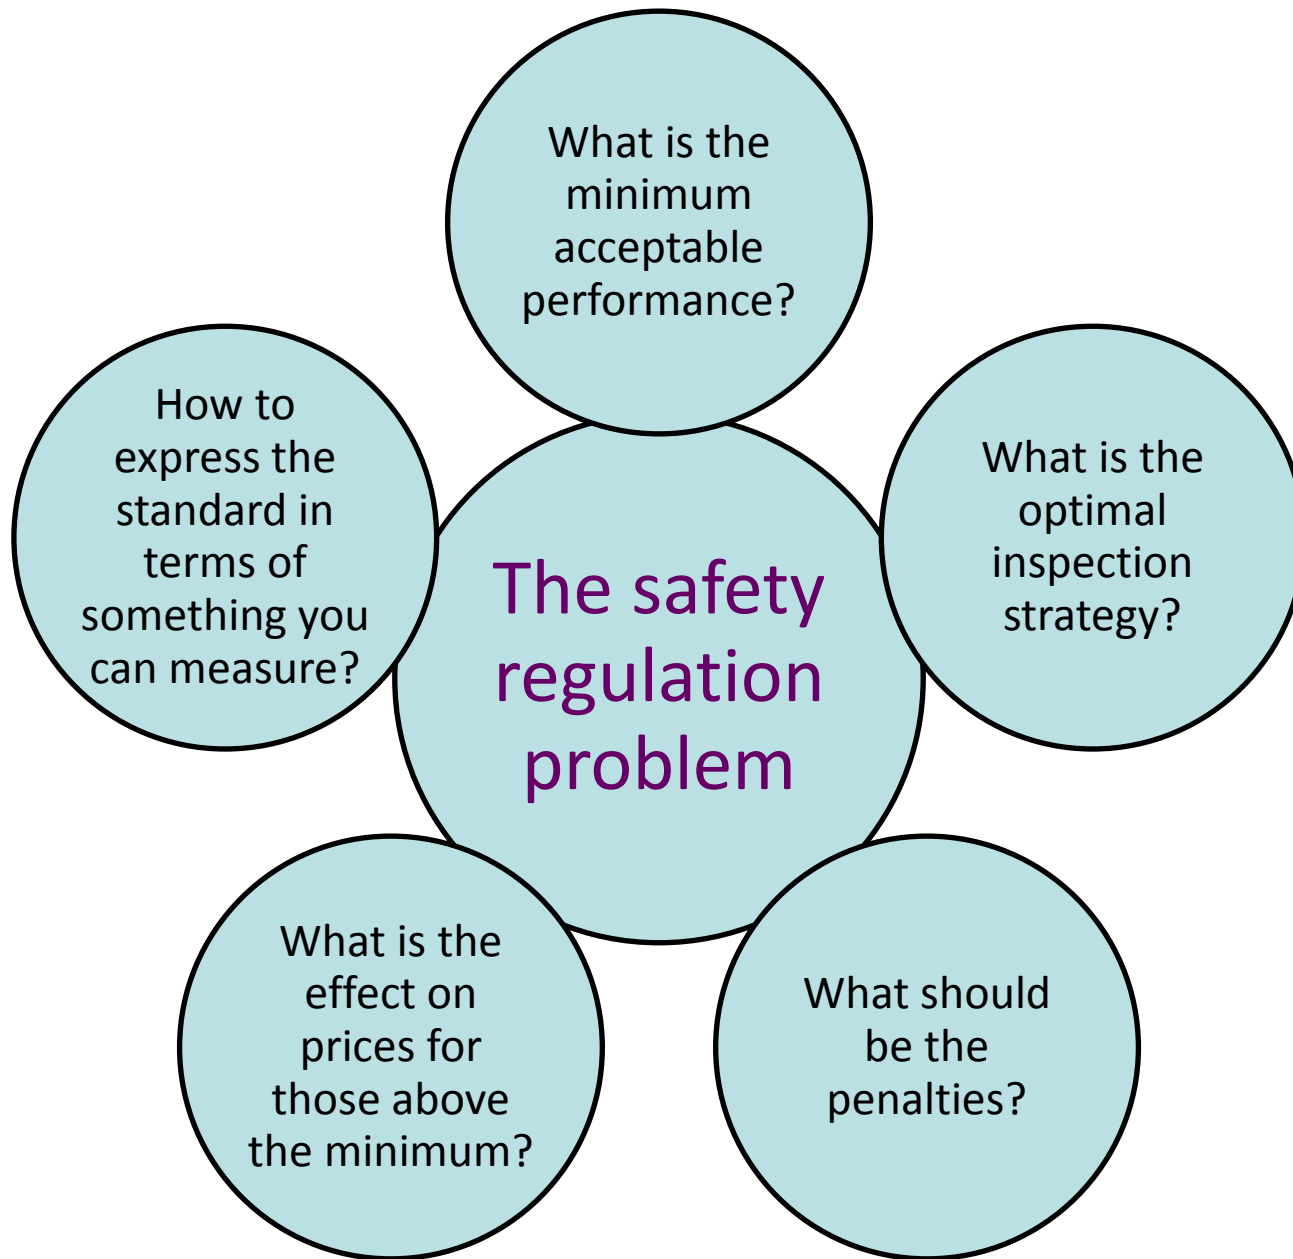 What is the
minimum
acceptable
performance?
How to
express the
standard in
terms of
something you
can measure?
What is the
optimal
inspection
strategy?
The safety
regulation
problem
What is the
effect on
prices for
those above
the minimum?
What should
be the
penalties?